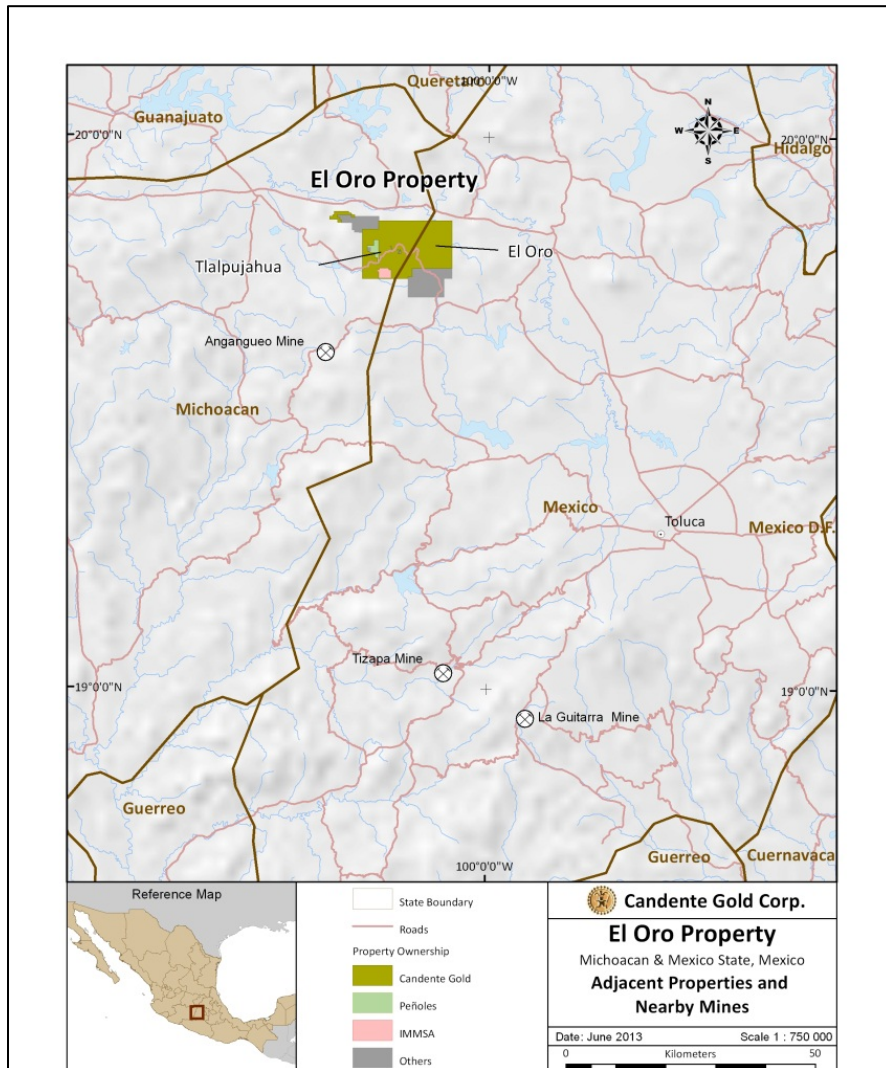 Queretaro
100°0'0"W
Guanajuato
20°0'0"N
N
W E
S
20°0'0"N
Hidalgo
El Oro Property
Tlalpujahua
El Oro
Angangueo Mine
Michoacan
Mexico
Toluca
Mexico D.F.
Tizapa Mine
19°0'0"N
19°0'0"N
La Guitarra Mine
Guerreo
100°0'0"W
Guerreo
Cuernavaca
Reference Map
State Boundary
Roads
Property Ownership
Candente Gold
Peñoles
IMMSA
Others
Candente Gold Corp.
El Oro Property
Michoacan & Mexico State, Mexico
Adjacent Properties and
Nearby Mines
Date: June 2013 Scale 1 : 750 000
0 Kilometers 50